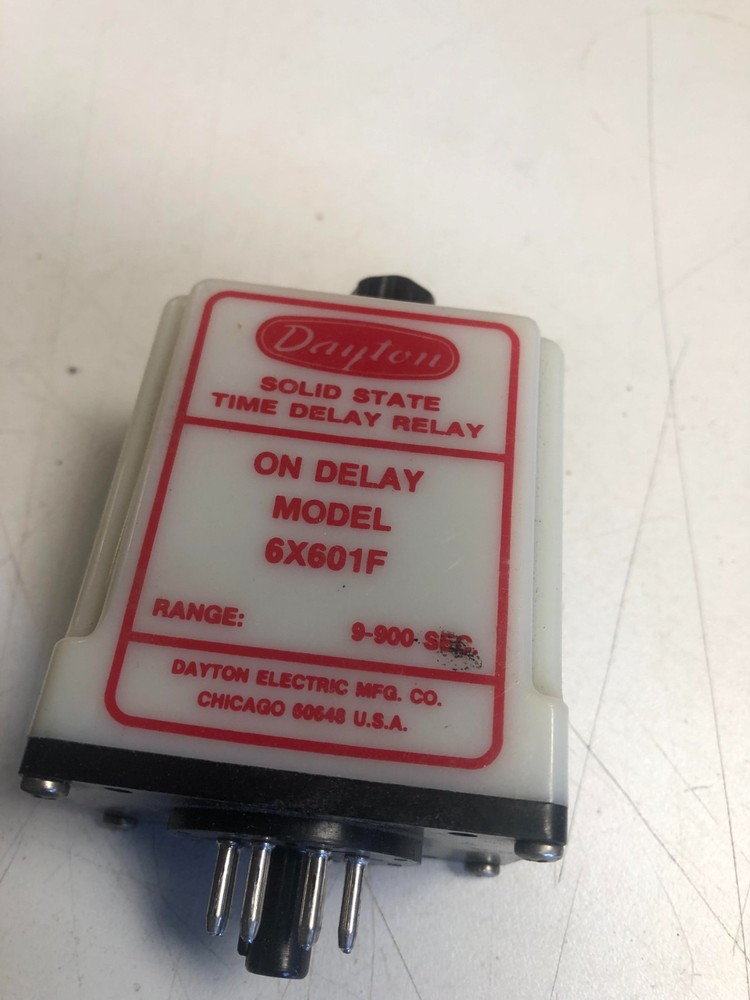 Dayton
SOLID STATE
TIME DELAY RELAY
ON DELAY
MODEL
6X601F
RANGE: 9-900 SEC.
DAYTON ELECTRIC MFG. CO.
CHICAGO 60648 U.S.A.